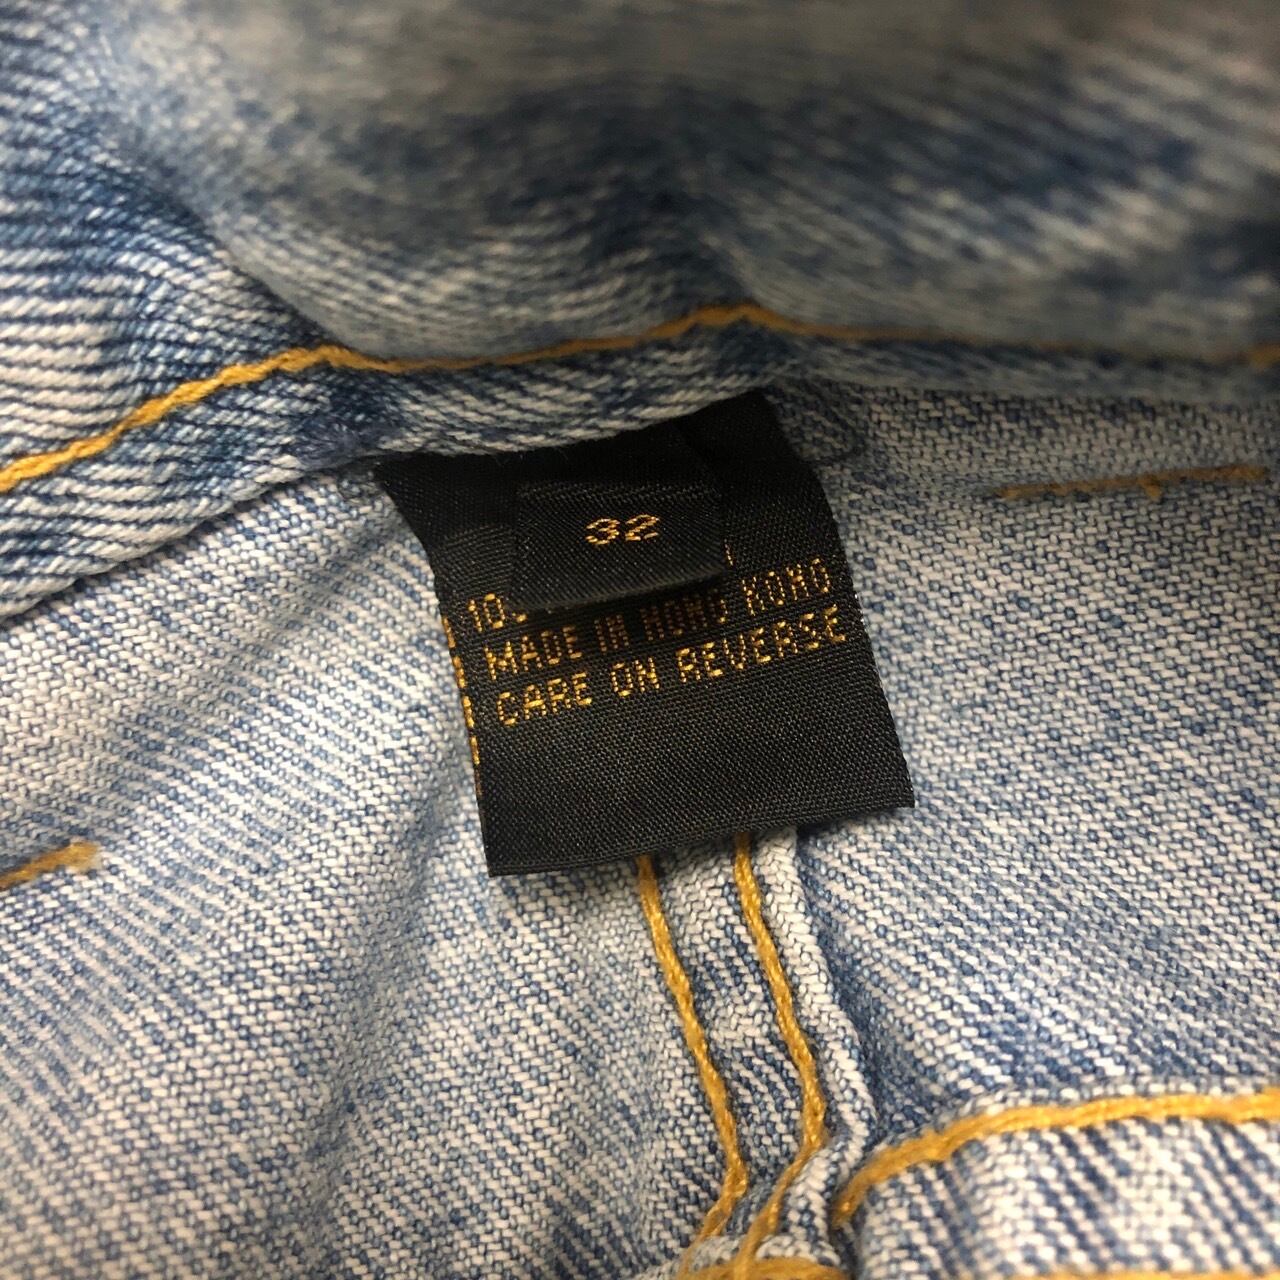 32
MADE IN HONG KONG
CARE ON REVERSE